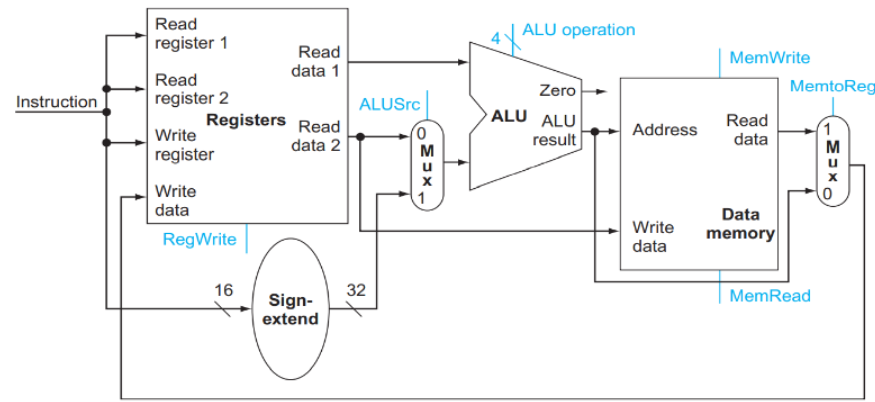 Instruction
Read
register 1
Read
register 2
Write
register
Write
data
Registers
Read
data 1
Read
data 2
RegWrite
16
Sign-
extend
32
ALUSrc
0
Mux
1
4
ALU operation
ALU
Zero
ALU
result
MemWrite
Address
Read
data
Write
data
Data
memory
MemRead
MemtoReg
1
Mux
0